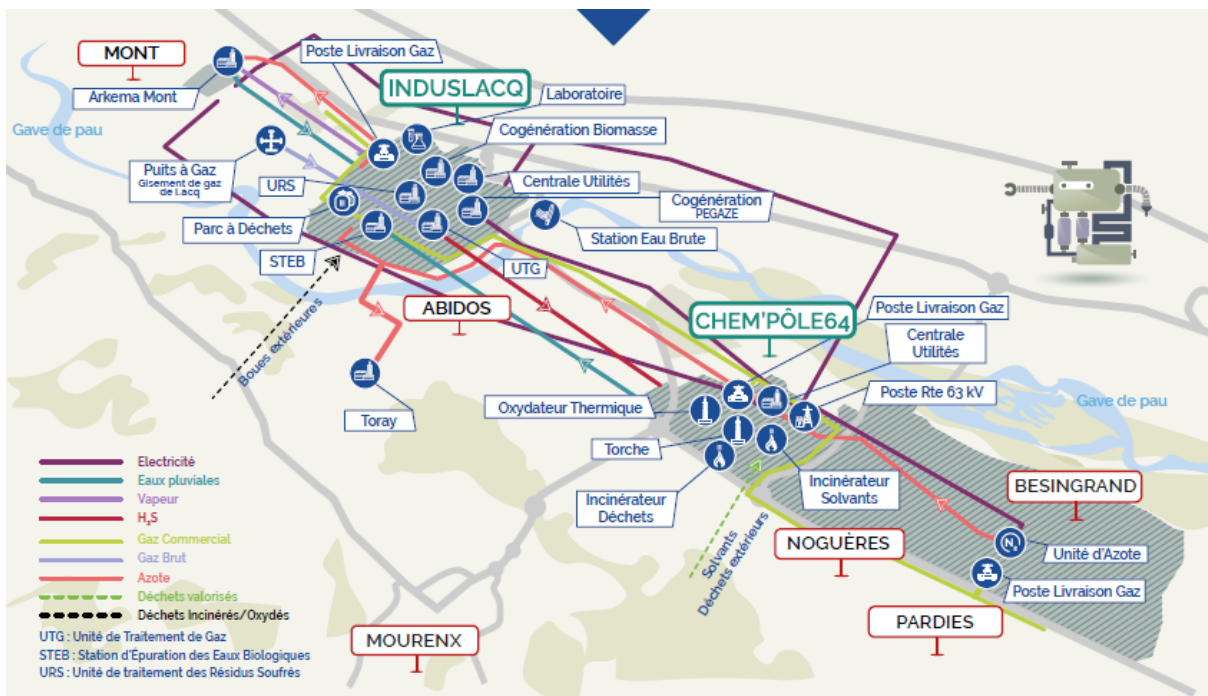 MONT
Poste Livraison Gaz
INDUSLACQ
Arkema Mont
Laboratoire
Gave de pau
Cogénération Biomasse
Puits à Gaz
Gisement de gaz
de Lacq
URS
Centrale Utilités
Cogénération
PEGAZE
Parc à Déchets
Station Eau Brute
STEB
UTG
ABIDOS
Boues extérieures
Toray
CHEM'PÔLE64
Poste Livraison Gaz
Centrale
Utilités
Oxydateur Thermique
Poste Rte 63 kV
Gave de pau
Torche
Incinérateur
Solvants
Incinérateur
Déchets
Solvants
Déchets extérieurs
BESINGRAND
NOGUÈRES
N₂
Unité d'Azote
Poste Livraison Gaz
PARDIES
MOURENX
Electricité
Eaux pluviales
Vapeur
H₂S
Gaz Commercial
Gaz Brut
Azote
Déchets valorisés
Déchets Incinérés/Oxydés
UTG : Unité de Traitement de Gaz
STEB : Station d'Épuration des Eaux Biologiques
URS : Unité de traitement des Résidus Soufrés